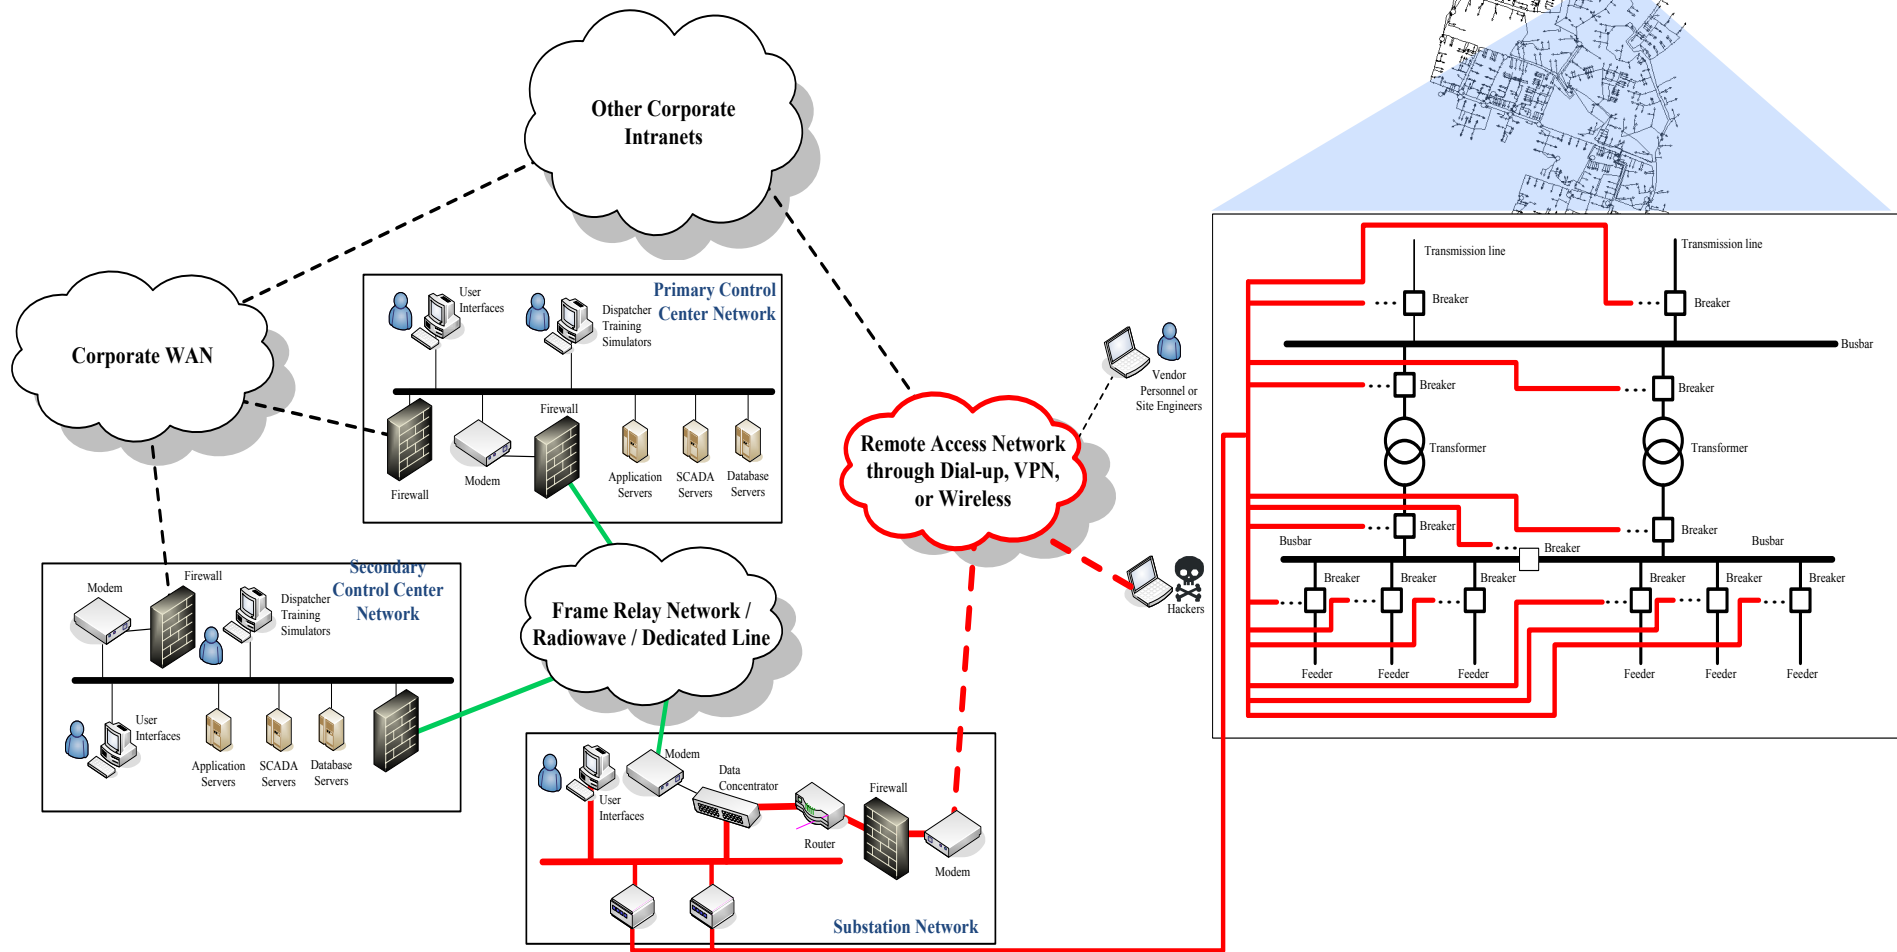 Other Corporate
Intranets
Corporate WAN
Primary Control
Center Network
User
Interfaces
Dispatcher
Training
Simulators
Firewall
Modem
Firewall
Application
Servers
SCADA
Servers
Database
Servers
Secondary
Control Center
Network
Modem
Firewall
Dispatcher
Training
Simulators
User
Interfaces
Application
Servers
SCADA
Servers
Database
Servers
Frame Relay Network /
Radiowave / Dedicated Line
Remote Access Network
through Dial-up, VPN,
or Wireless
Vendor
Personnel or
Site Engineers
Hackers
User
Interfaces
Modem
Data
Concentrator
Router
Firewall
Modem
Substation Network
Transmission line
Transmission line
Breaker
Breaker
Busbar
Breaker
Breaker
Transformer
Transformer
Breaker
Breaker
Busbar
Breaker
Busbar
Breaker
Breaker
Breaker
Breaker
Breaker
Breaker
Feeder
Feeder
Feeder
Feeder
Feeder
Feeder